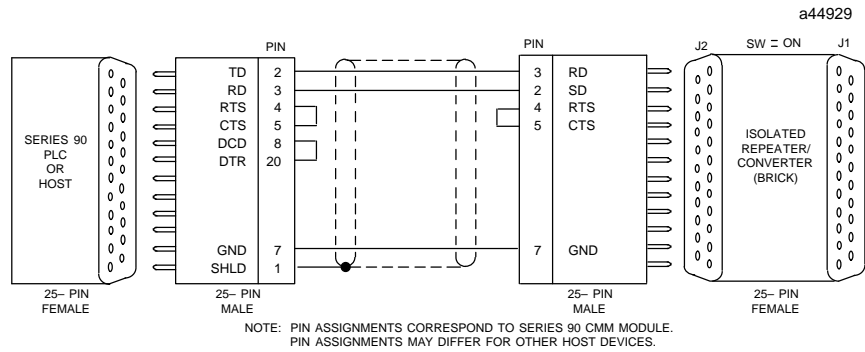 a44929
PIN PIN J2 SW = ON J1
TD 2 3 RD
RD 3 2 SD
RTS 4 4 RTS
CTS 5 5 CTS
DCD 8
DTR 20
SERIES 90
PLC
OR
HOST
ISOLATED
REPEATER/
CONVERTER
(BRICK)
GND 7 7 GND
SHLD 1
25– PIN
FEMALE
25– PIN
MALE
25– PIN
MALE
25– PIN
FEMALE
NOTE: PIN ASSIGNMENTS CORRESPOND TO SERIES 90 CMM MODULE.
PIN ASSIGNMENTS MAY DIFFER FOR OTHER HOST DEVICES.